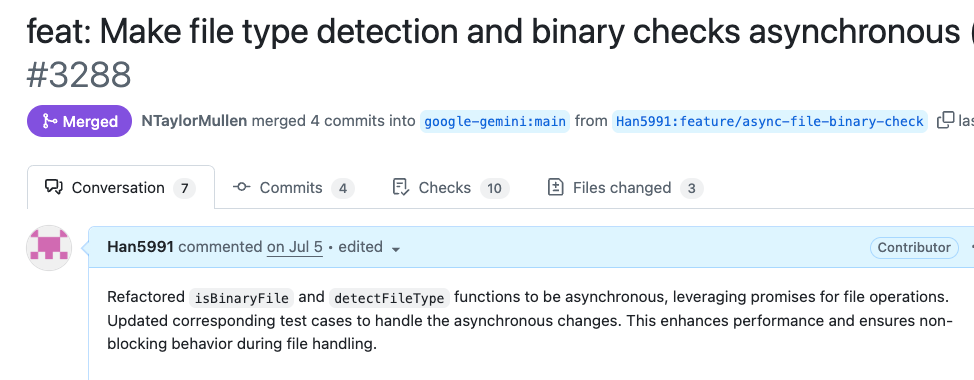 feat: Make file type detection and binary checks asynchronous (
#3288
Merged NTaylorMullen merged 4 commits into google-gemini:main from Han5991:feature/async-file-binary-check las
Conversation 7 Commits 4 Checks 10 Files changed 3
Han5991 commented on Jul 5 • edited Contributor
Refactored isBinaryFile and detectFileType functions to be asynchronous, leveraging promises for file operations.
Updated corresponding test cases to handle the asynchronous changes. This enhances performance and ensures non-
blocking behavior during file handling.